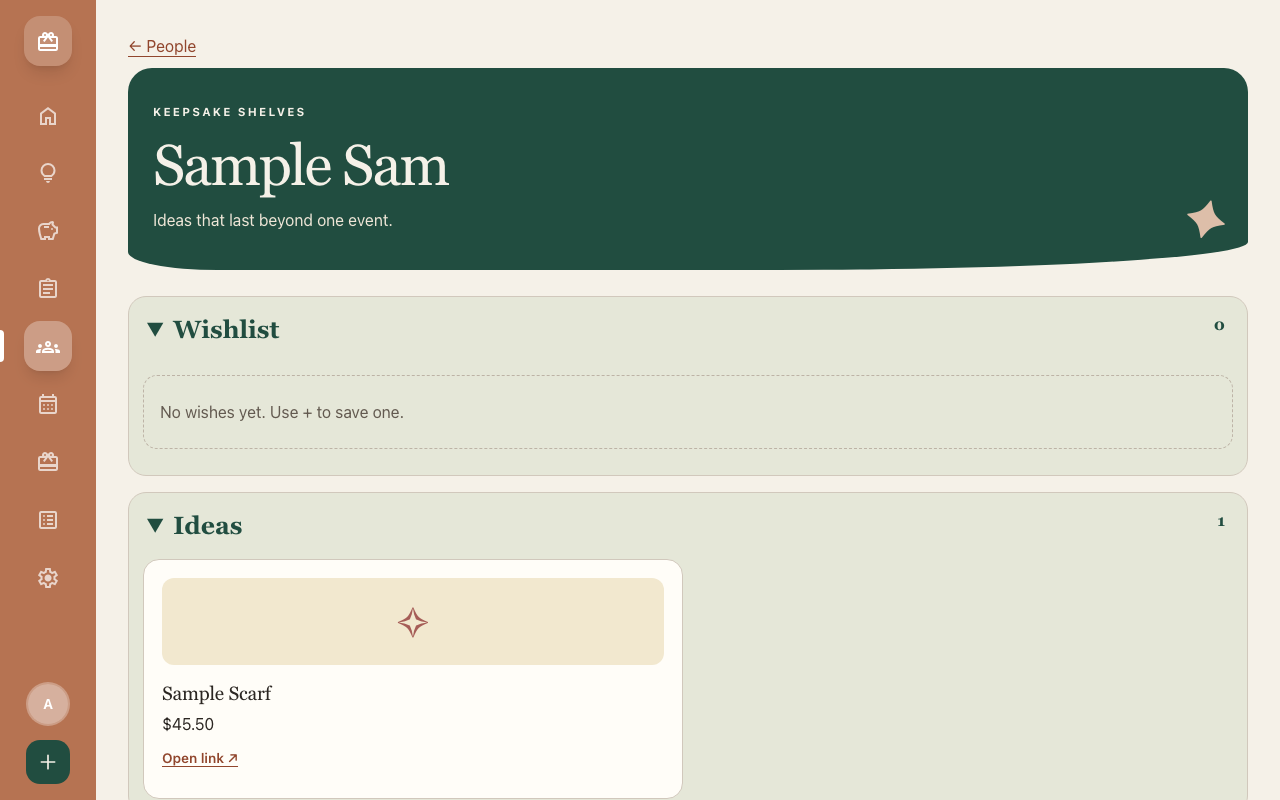 ← People
KEEPSAKE SHELVES
Sample Sam
Ideas that last beyond one event.
▼ Wishlist
0
No wishes yet. Use + to save one.
▼ Ideas
1
Sample Scarf
$45.50
Open link ↗
A
+